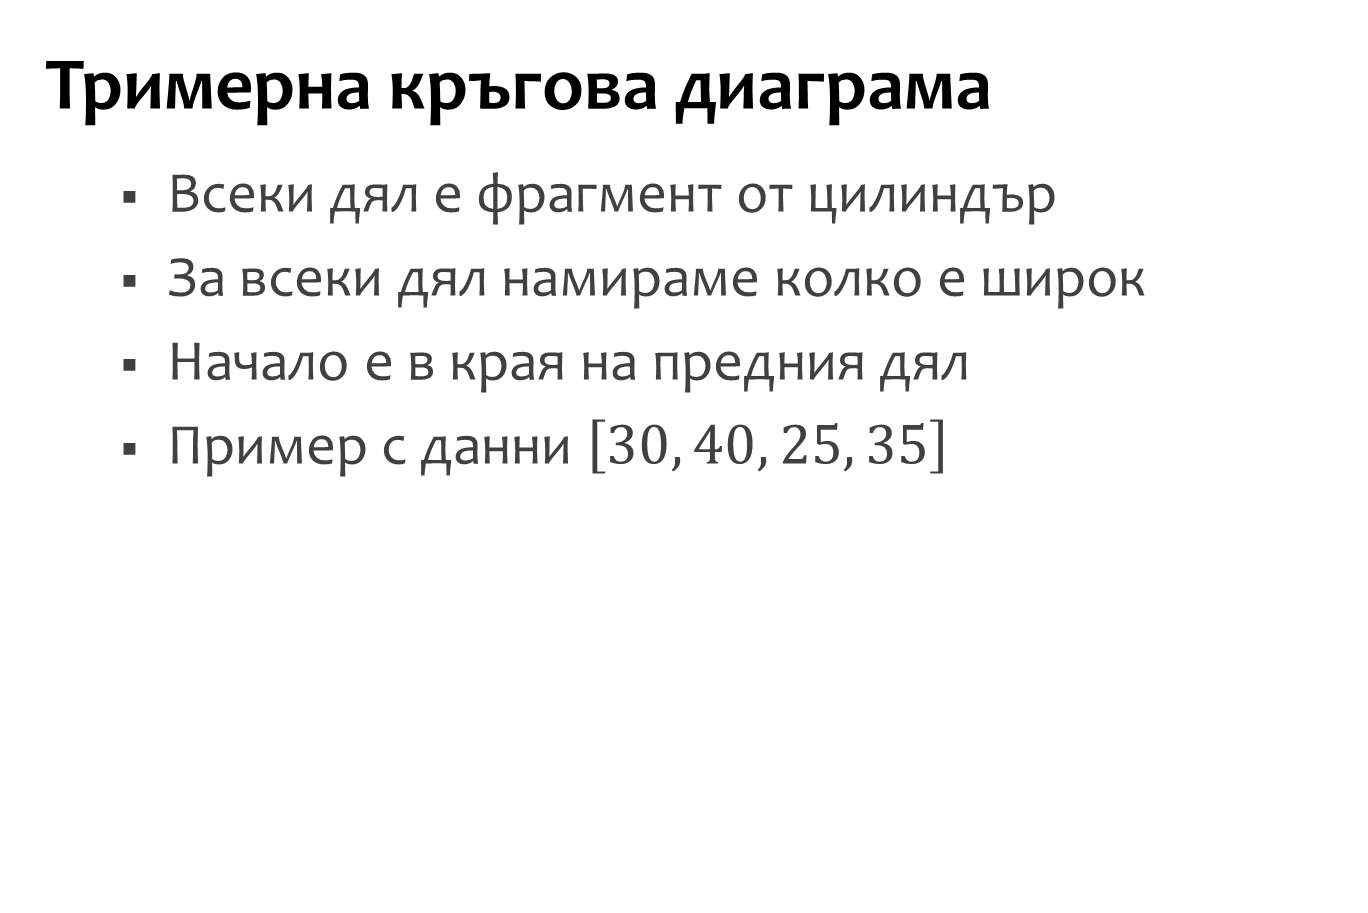 Тримерна кръгова диаграма
▪ Всеки дял е фрагмент от цилиндър
▪ За всеки дял намираме колко е широк
▪ Начало е в края на предния дял
▪ Пример с данни [30, 40, 25, 35]